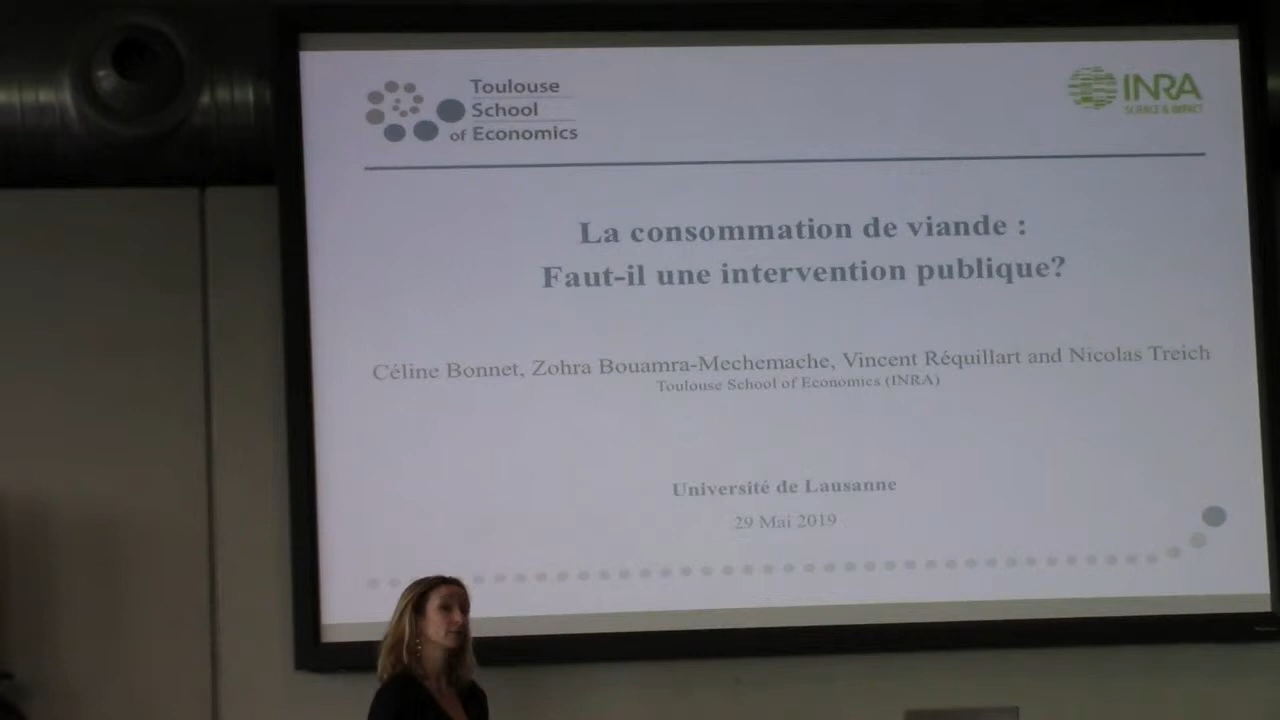 Toulouse
School
of Economics
INRA
SCIENCE & IMPACT
La consommation de viande :
Faut-il une intervention publique?
Céline Bonnet, Zohra Bouamra-Mechemache, Vincent Réquillart and Nicolas Treich
Toulouse School of Economics (INRA)
Université de Lausanne
29 Mai 2019